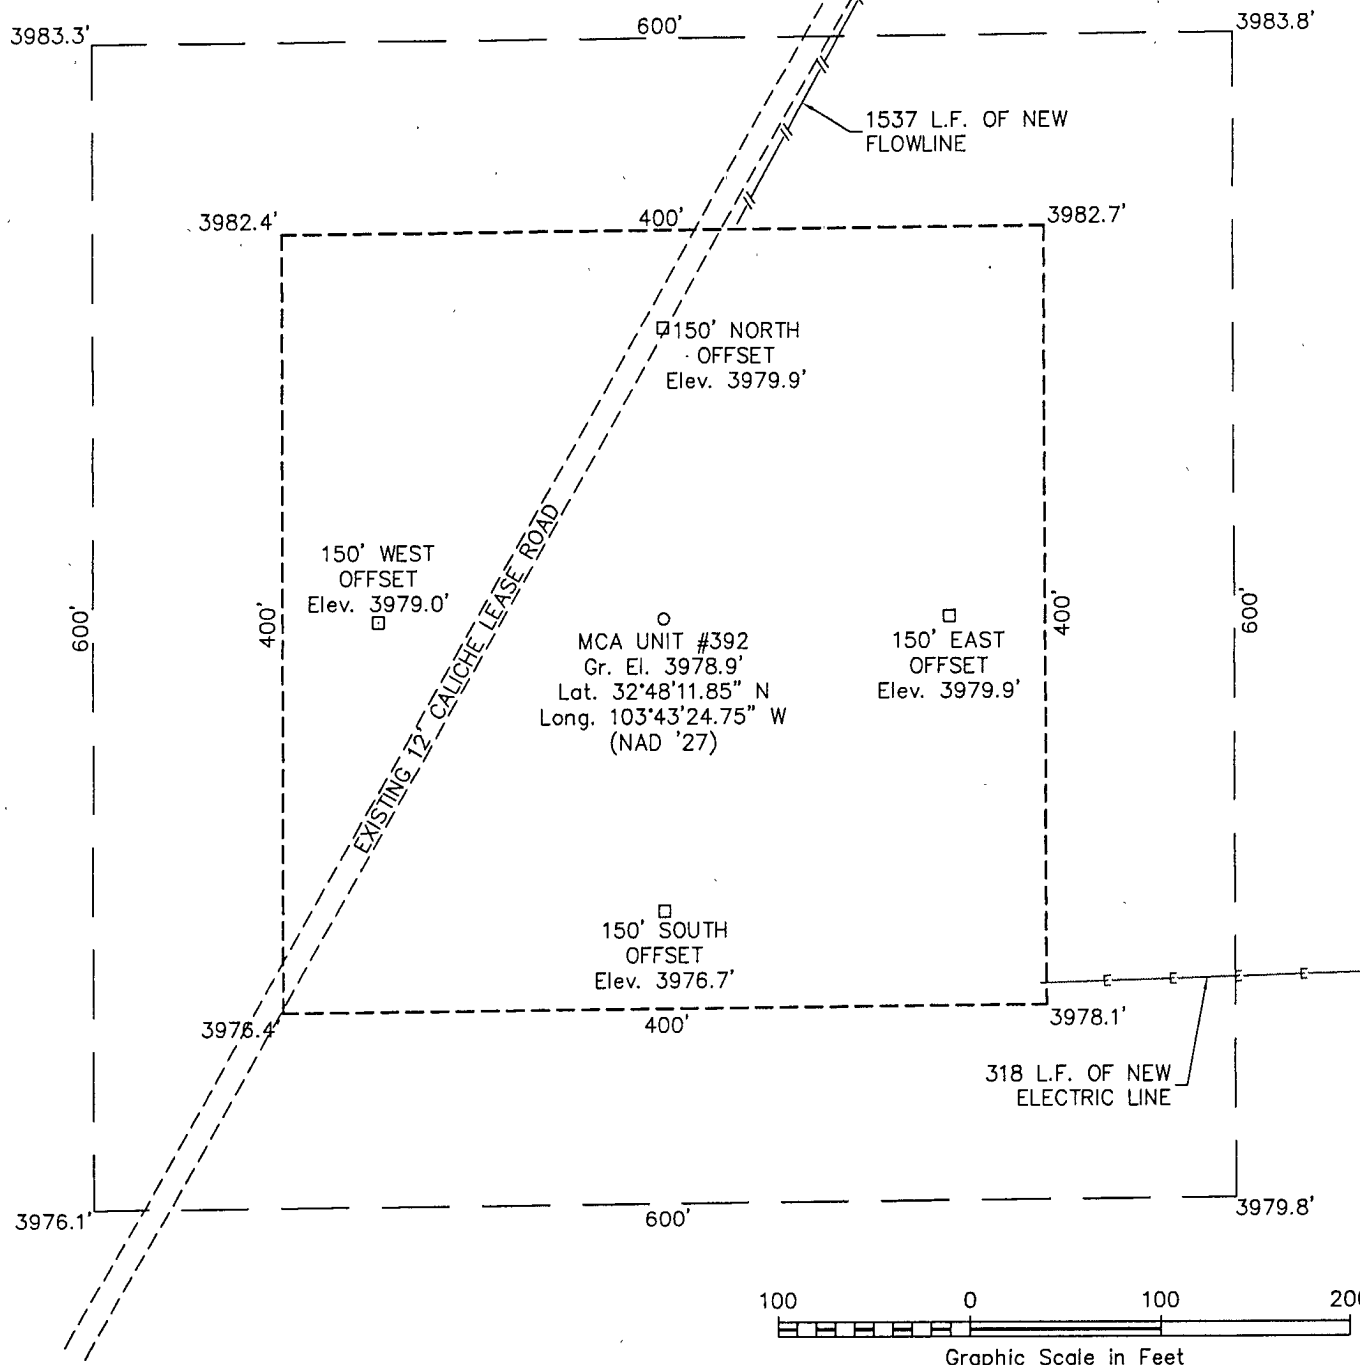 3983.3'
600'
3983.8'
1537 L.F. OF NEW
FLOWLINE
3982.4'
400'
3982.7'
150' NORTH
OFFSET
Elev. 3979.9'
EXISTING 12' CALICHE LEASE ROAD
150' WEST
OFFSET
Elev. 3979.0'
600'
400'
MCA UNIT #392
Gr. El. 3978.9'
Lat. 32°48'11.85" N
Long. 103°43'24.75" W
(NAD '27)
150' EAST
OFFSET
Elev. 3979.9'
400'
600'
150' SOUTH
OFFSET
Elev. 3976.7'
E E E E
3976.4'
400'
3978.1'
318 L.F. OF NEW
ELECTRIC LINE
3976.1'
600'
3979.8'
100 0 100
Graphic Scale in Feet